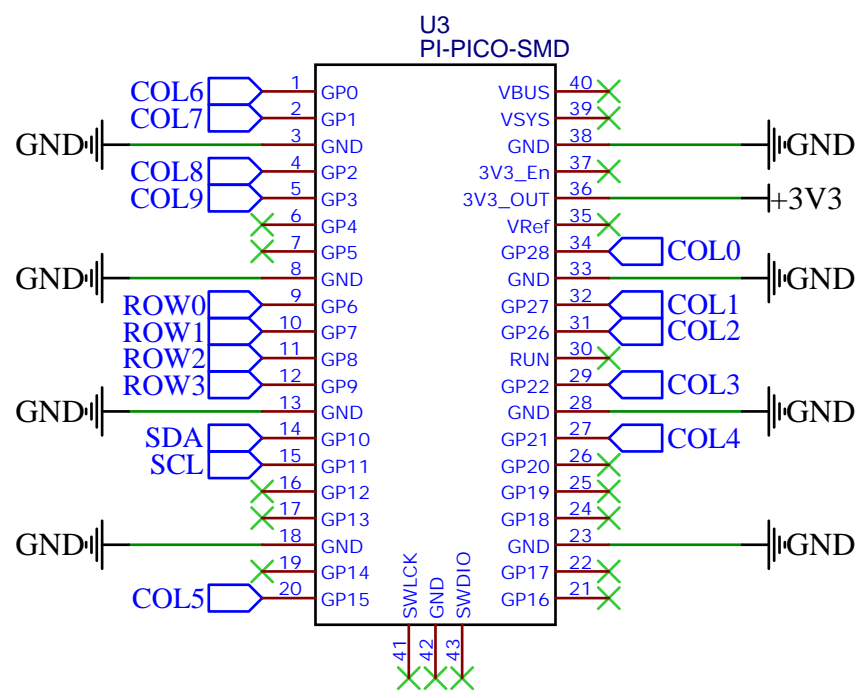 U3
PI-PICO-SMD
COL6 1 GP0 VBUS 40
COL7 2 GP1 VSYS 39
GND 3 GND GND 38 GND
COL8 4 GP2 3V3_En 37
COL9 5 GP3 3V3_OUT 36 +3V3
6 GP4 VRef 35
7 GP5 GP28 34 COL0
GND 8 GND GND 33 GND
ROW0 9 GP6 GP27 32 COL1
ROW1 10 GP7 GP26 31 COL2
ROW2 11 GP8 RUN 30
ROW3 12 GP9 GP22 29 COL3
GND 13 GND GND 28 GND
SDA 14 GP10 GP21 27 COL4
SCL 15 GP11 GP20 26
16 GP12 GP19 25
17 GP13 GP18 24
GND 18 GND GND 23 GND
19 GP14 GP17 22
COL5 20 GP15 GP16 21
SWLCK GND SWDIO
41 42 43